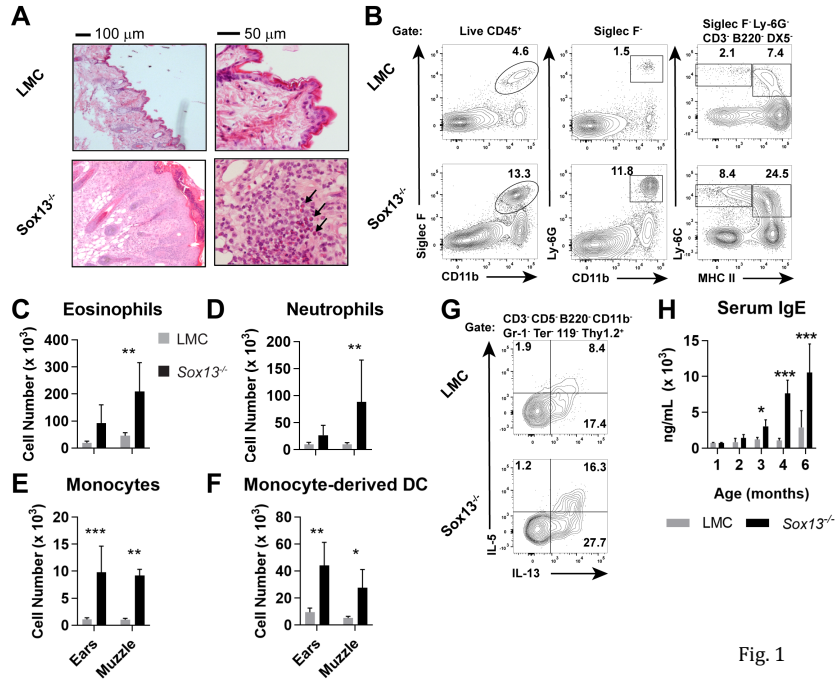 A
100 µm
50 µm
LMC
Sox13-/-
B
Gate:
Live CD45+
Siglec F-
Siglec F- Ly-6G-
CD3- B220- DX5-
LMC
4.6
1.5
2.1
7.4
Sox13-/-
13.3
11.8
8.4
24.5
Siglec F
Ly-6G
Ly-6C
CD11b
CD11b
MHC II
C
Eosinophils
Cell Number (x 10³)
400
300
200
100
0
LMC
Sox13-/-
**
D
Neutrophils
Cell Number (x 10³)
200
150
100
50
0
**
E
Monocytes
Cell Number (x 10³)
20
15
10
5
0
***
**
Ears
Muzzle
F
Monocyte-derived DC
Cell Number (x 10³)
80
60
40
20
0
**
*
Ears
Muzzle
G
Gate:
CD3- CD5- B220- CD11b-
Gr-1- Ter- 119- Thy1.2+
LMC
1.9
8.4
17.4
Sox13-/-
1.2
16.3
27.7
IL-5
IL-13
H
Serum IgE
ng/mL (x 10³)
15
10
5
0
*
***
***
1 2 3 4 6
Age (months)
LMC
Sox13-/-
Fig. 1